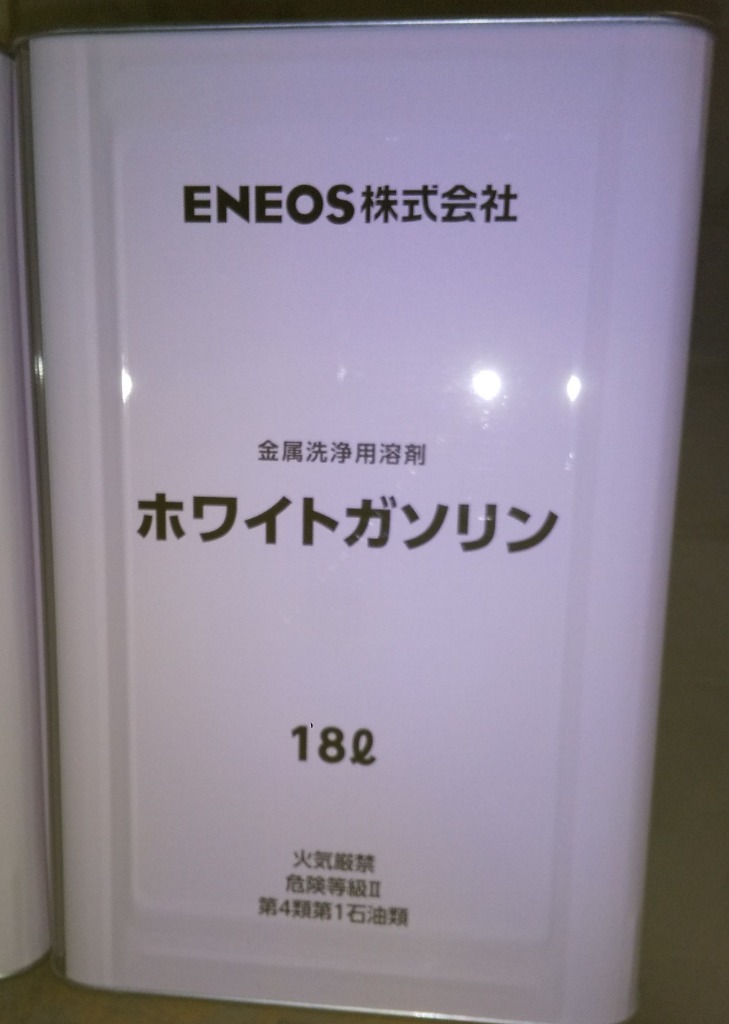 ENEOS株式会社
金属洗浄用溶剤
ホワイトガソリン
18ℓ
火気厳禁
危険等級Ⅱ
第4類第1石油類